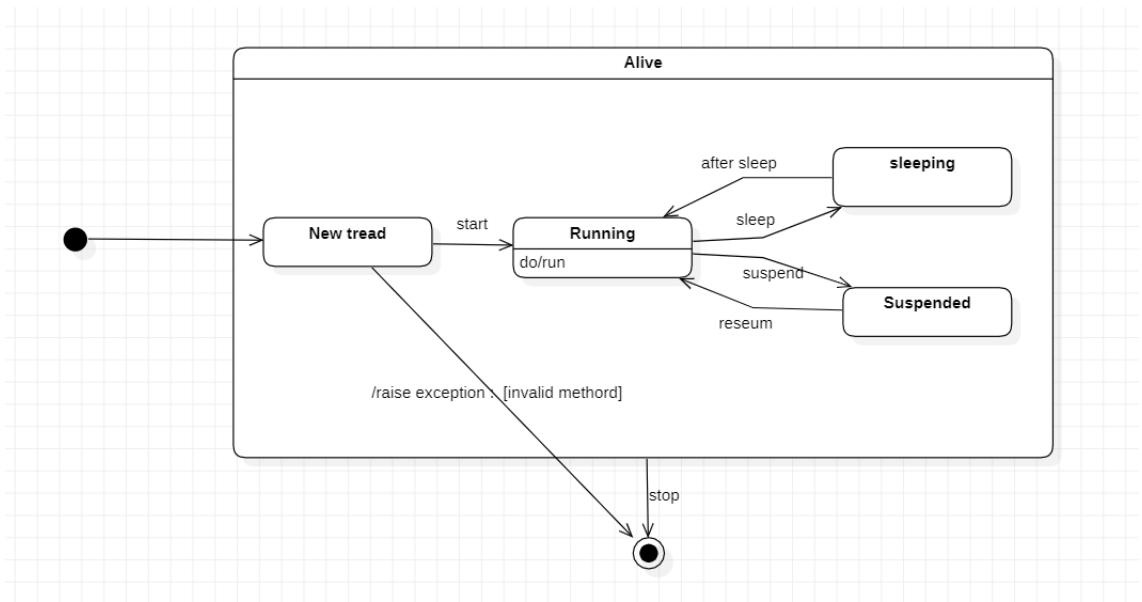 Alive
after sleep
sleeping
sleep
start
New tread
Running
do/run
suspend
Suspended
reseum
/raise exception : [invalid methord]
stop